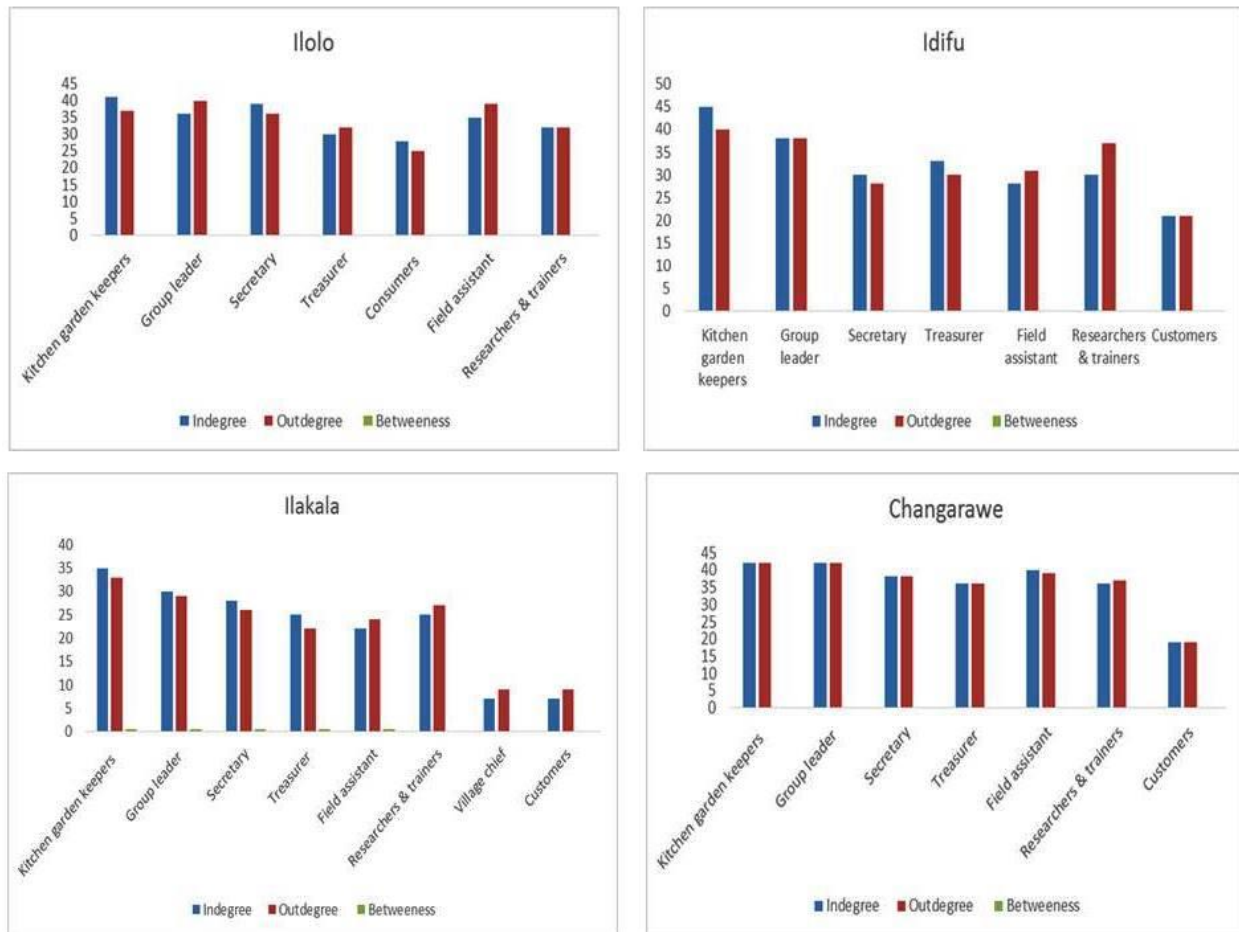 Ilolo
45
40
35
30
25
20
15
10
5
0
Kitchen garden keepers
Group leader
Secretary
Treasurer
Consumers
Field assistant
Researchers & trainers
Indegree Outdegree Betweeness
Idifu
50
45
40
35
30
25
20
15
10
5
0
Kitchen
garden
keepers
Group
leader
Secretary
Treasurer
Field
assistant
Researchers
& trainers
Customers
Indegree Outdegree Betweeness
Ilakala
40
35
30
25
20
15
10
5
0
Kitchen garden keepers
Group leader
Secretary
Treasurer
Field assistant
Researchers & trainers
Village chief
Customers
Indegree Outdegree Betweeness
Changarawe
45
40
35
30
25
20
15
10
5
0
Kitchen garden keepers
Group leader
Secretary
Treasurer
Field assistant
Researchers & trainers
Customers
Indegree Outdegree Betweeness